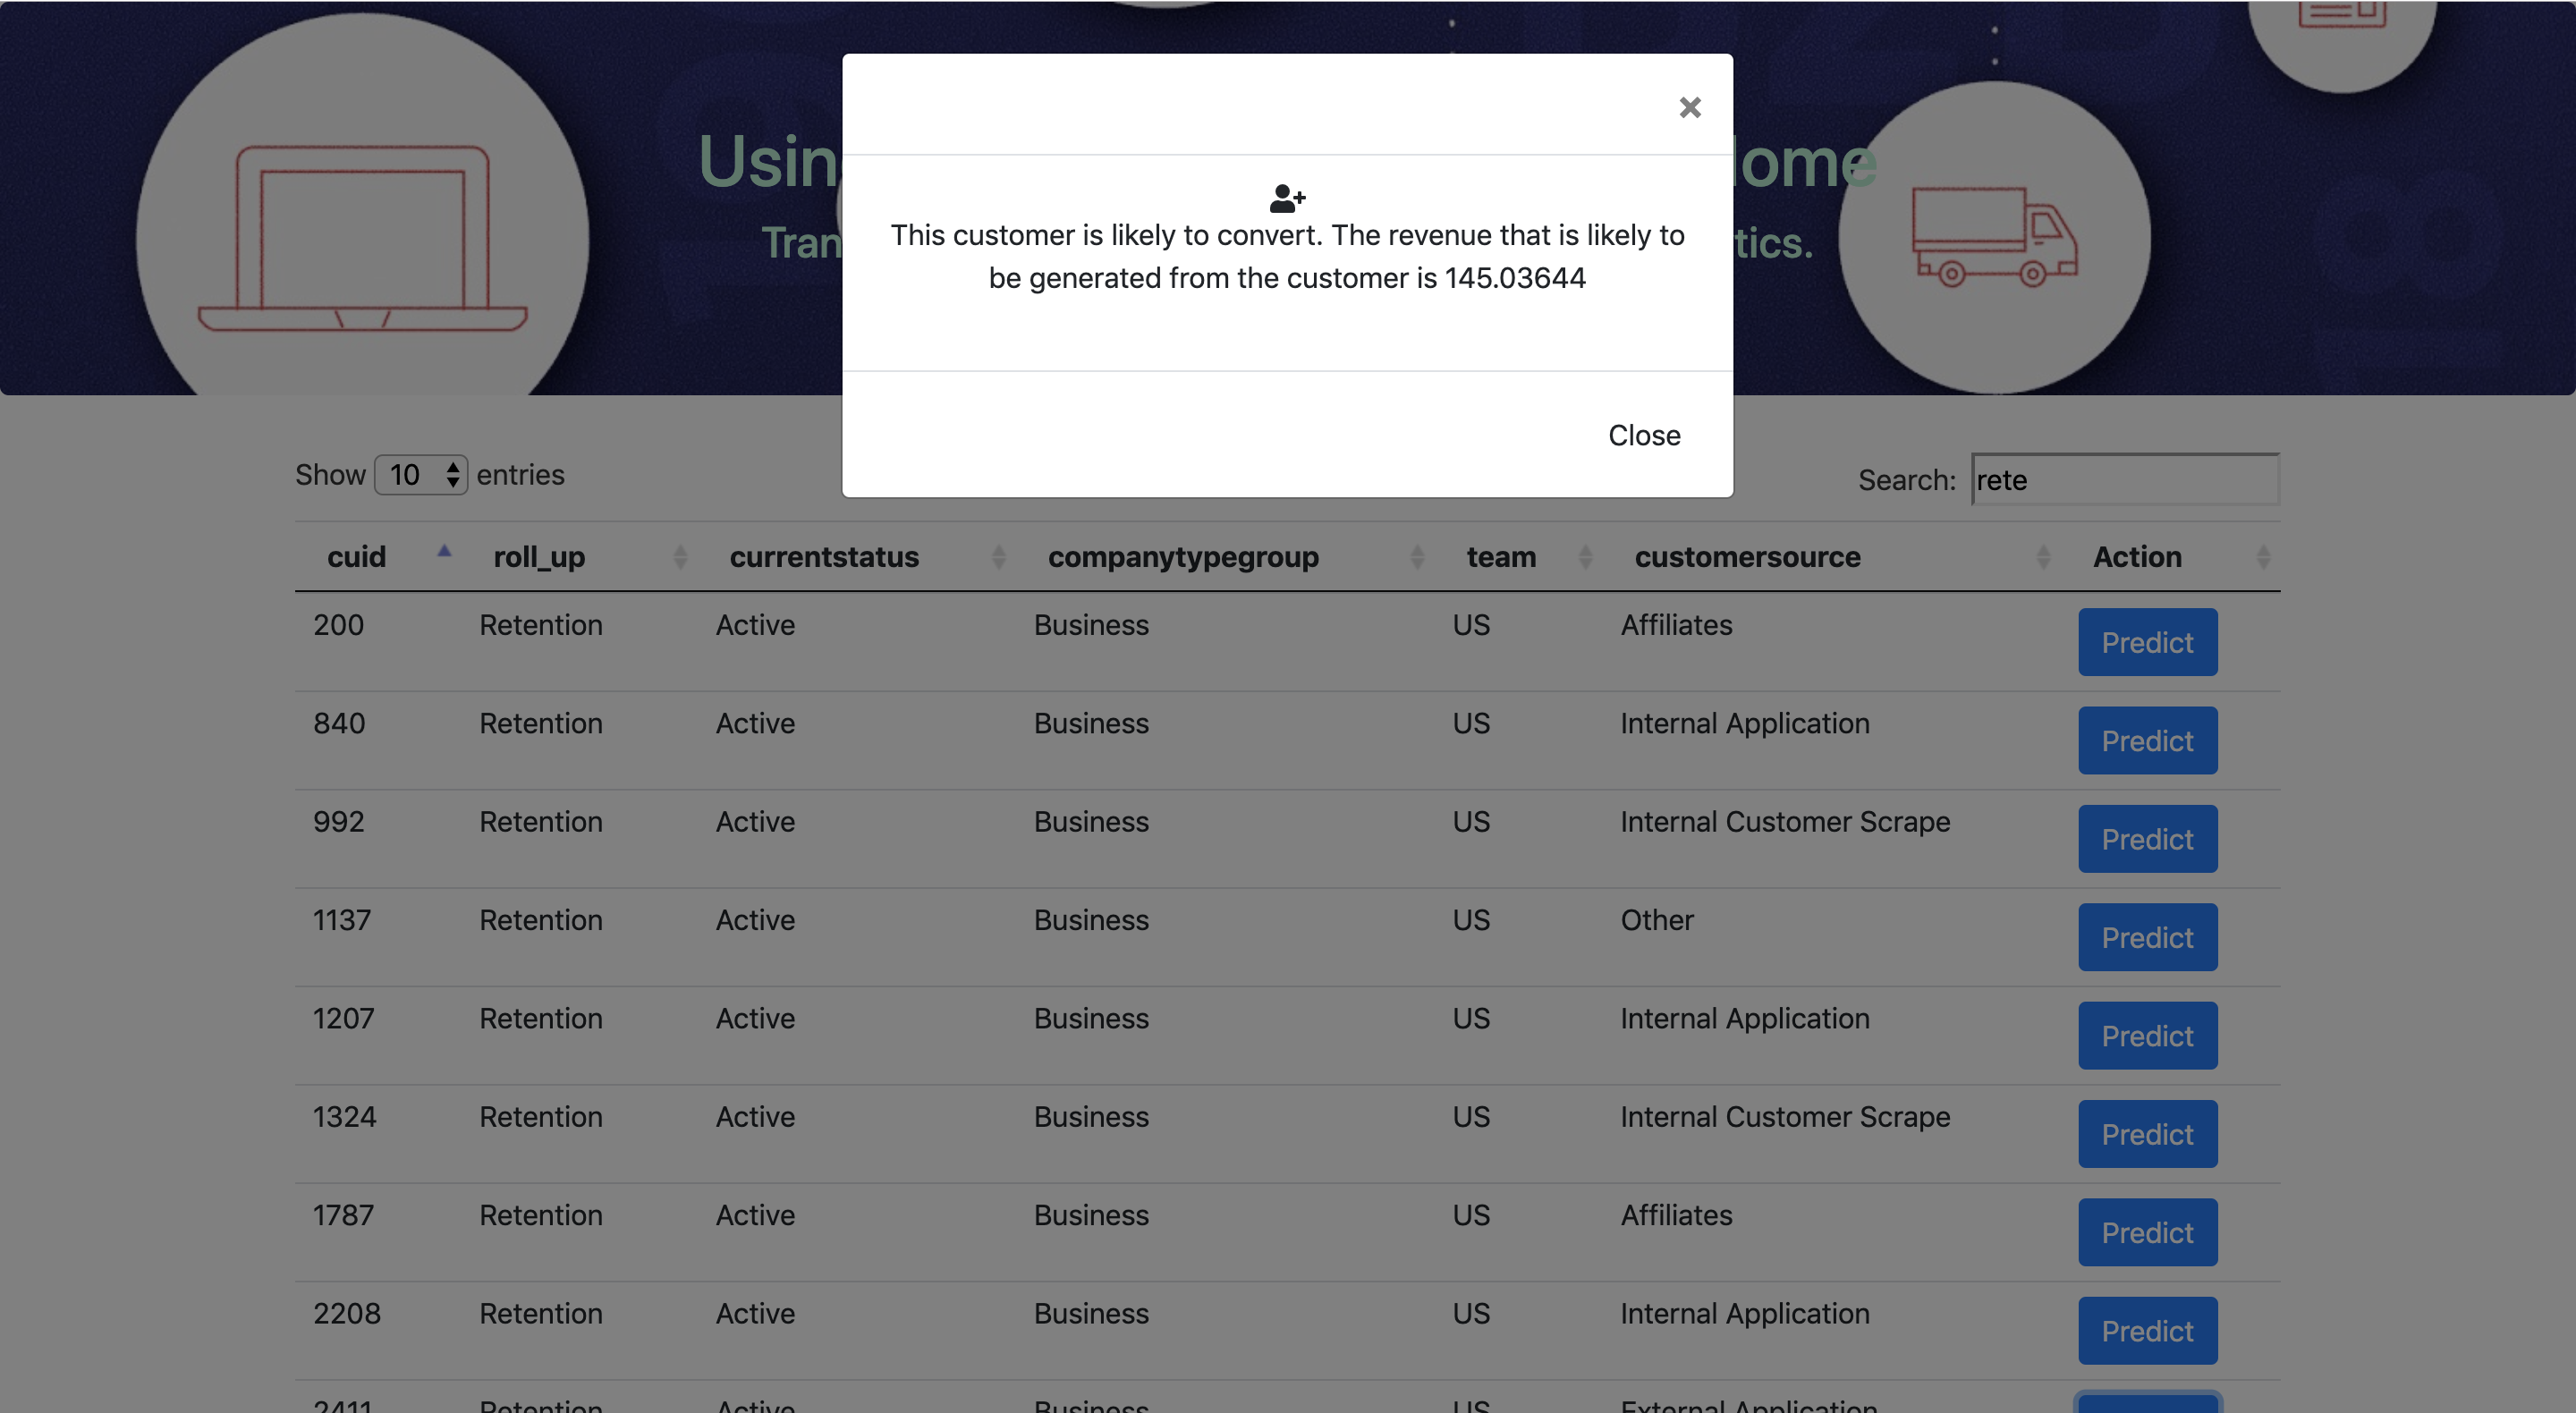 Usin
ome
Tran
tics.
×
This customer is likely to convert. The revenue that is likely to
be generated from the customer is 145.03644
Close
Show 10 entries
Search: rete
cuid roll_up currentstatus companytypegroup team customersource Action
200 Retention Active Business US Affiliates Predict
840 Retention Active Business US Internal Application Predict
992 Retention Active Business US Internal Customer Scrape Predict
1137 Retention Active Business US Other Predict
1207 Retention Active Business US Internal Application Predict
1324 Retention Active Business US Internal Customer Scrape Predict
1787 Retention Active Business US Affiliates Predict
2208 Retention Active Business US Internal Application Predict
2411 Retention Active Business US External Application